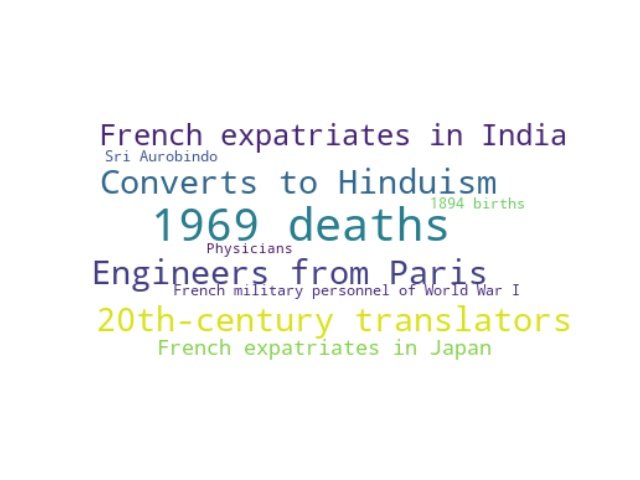 French expatriates in India
Sri Aurobindo
Converts to Hinduism
1894 births
1969 deaths
Physicians
Engineers from Paris
French military personnel of World War I
20th-century translators
French expatriates in Japan